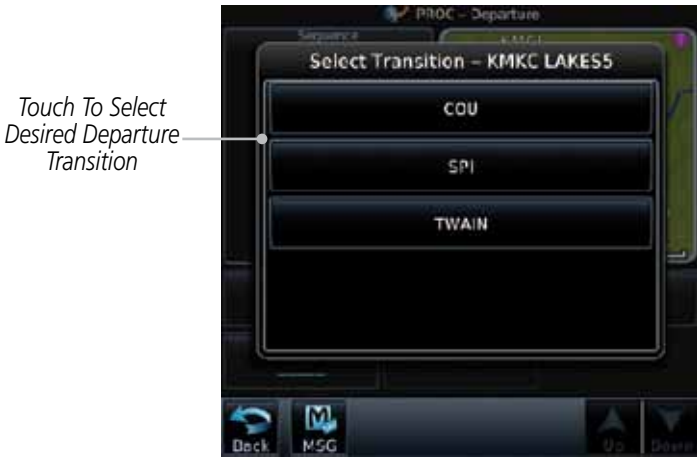 PROC – Departure
Sequence
Select Transition – KMKC LAKES5
Touch To Select
Desired Departure
Transition
COU
SPI
TWAIN
Back
MSG
Up
Down